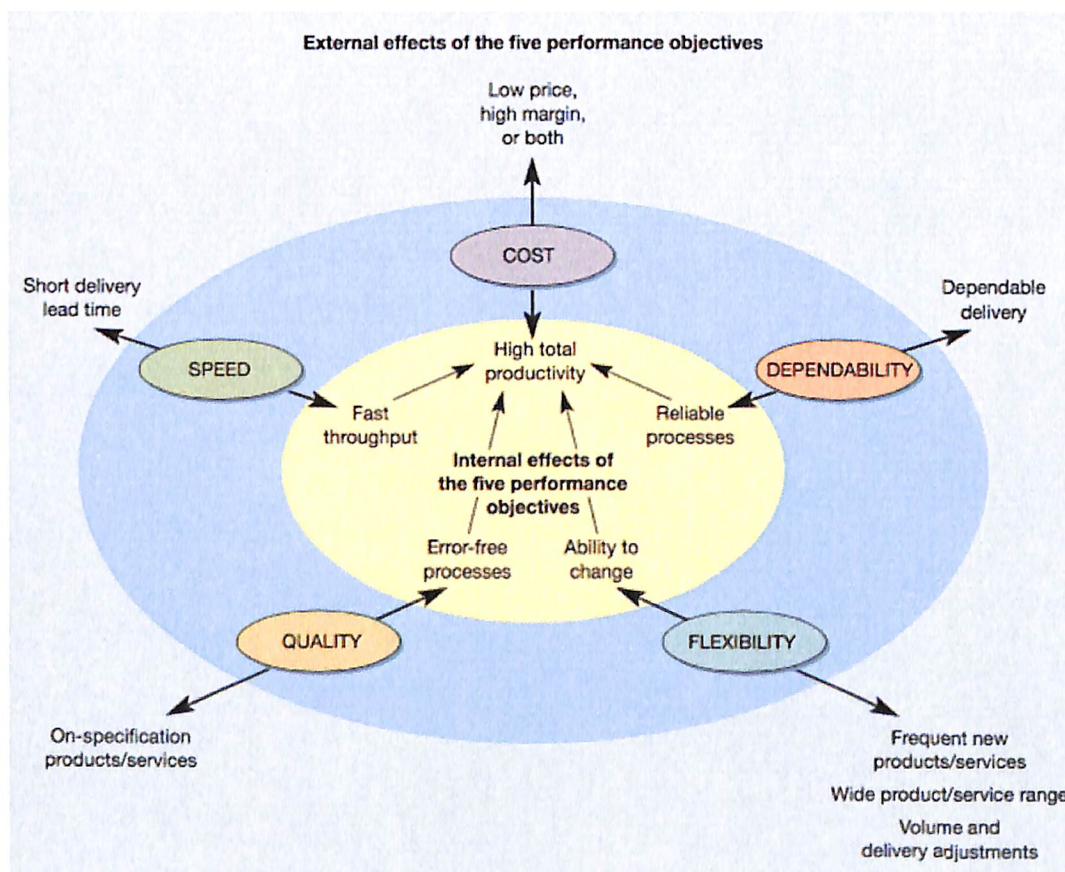 External effects of the five performance objectives
Low price,
high margin,
or both
COST
Short delivery
lead time
Dependable
delivery
SPEED
High total
productivity
DEPENDABILITY
Fast
throughput
Reliable
processes
Internal effects of
the five performance
objectives
Error-free
processes
Ability to
change
QUALITY
FLEXIBILITY
On-specification
products/services
Frequent new
products/services
Wide product/service range
Volume and
delivery adjustments